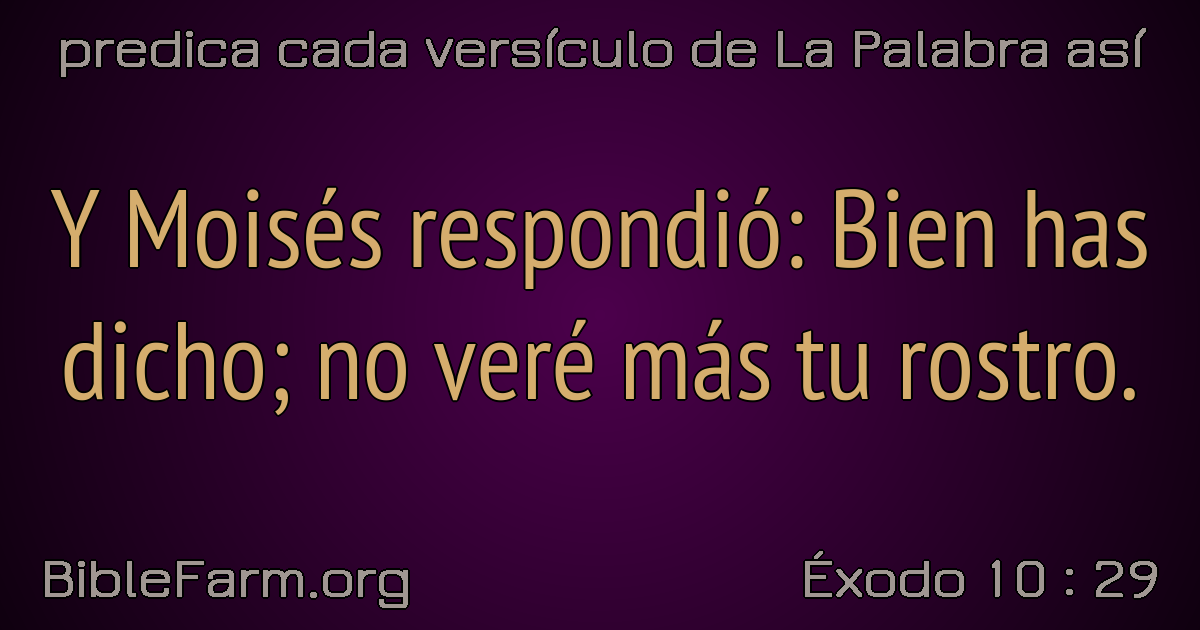 predica cada versículo de La Palabra así
Y Moisés respondió: Bien has
dicho; no veré más tu rostro.
BibleFarm.org
Éxodo 10 : 29